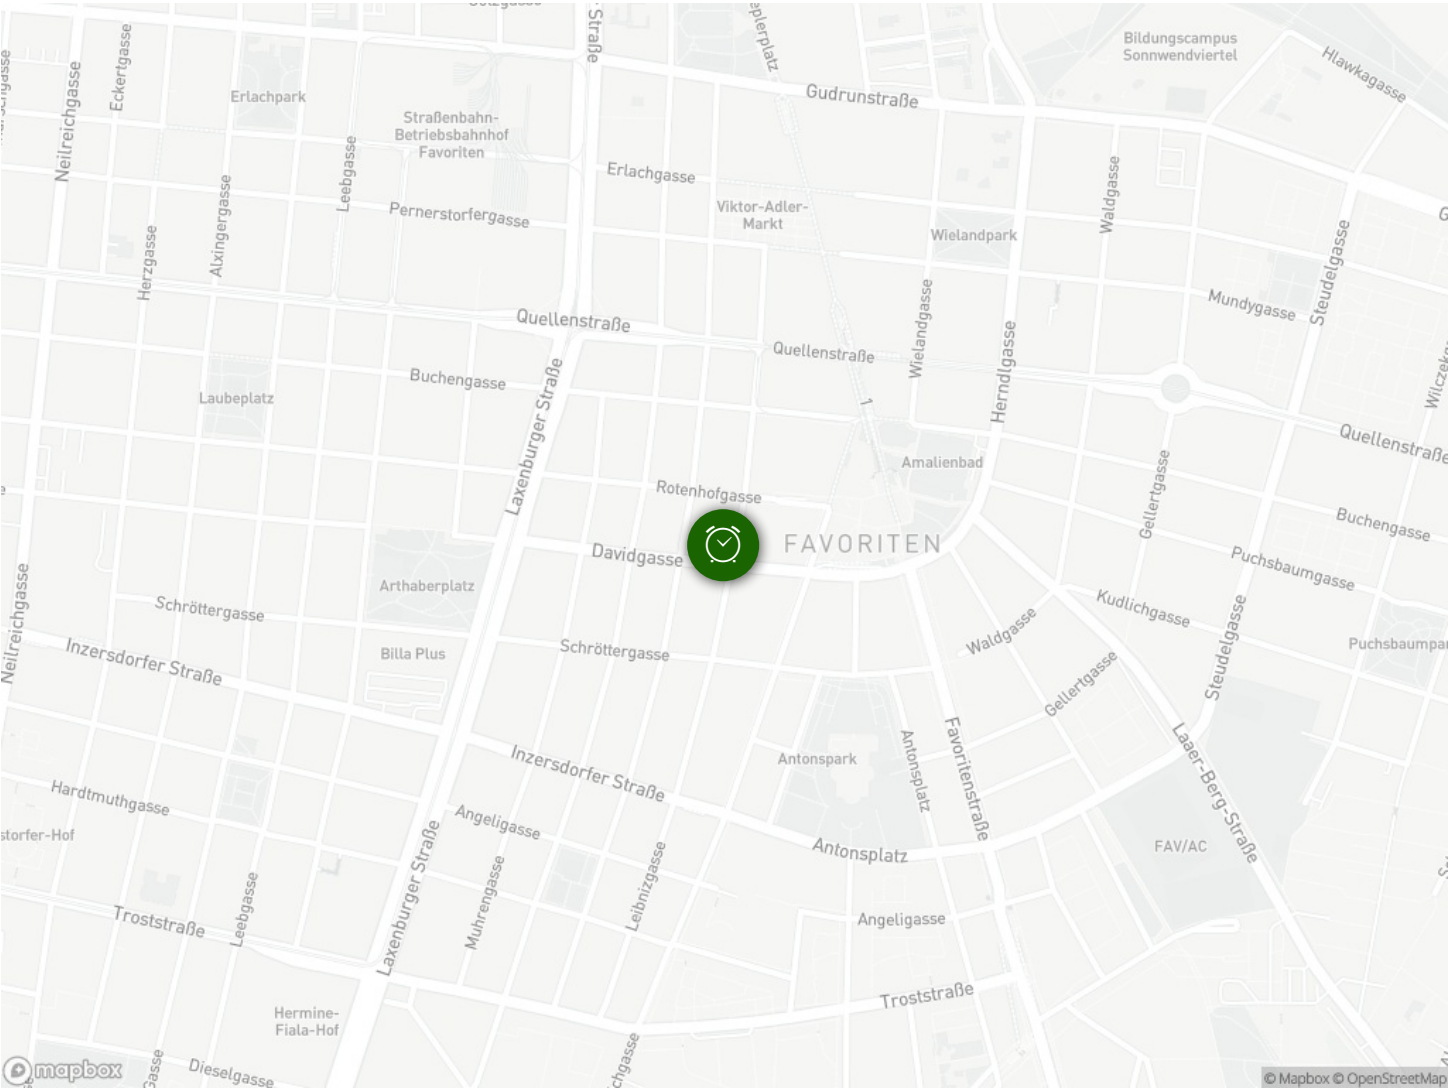 Straße
Eckertgasse
Neilreichgasse
Erlachpark
Straßenbahn-
Betriebsbahnhof
Favoriten
Leebgasse
Gudrunstraße
Bildungscampus
Sonnwendviertel
Hlawkagasse
Erlachgasse
Pernerstorfergasse
Alxingergasse
Herzgasse
Viktor-Adler-
Markt
Wielandpark
Waldgasse
Steudelgasse
Mundygasse
Quellenstraße
Quellenstraße
Wielandgasse
Herndlgasse
Buchengasse
Laubeplatz
Laxenburger Straße
1
Amalienbad
Quellenstraße
Gellertgasse
Rotenhofgasse
Buchengasse
Davidgasse
FAVORITEN
Puchsbaumgasse
Arthaberplatz
Neilreichgasse
Schröttergasse
Kudlichgasse
Waldgasse
Steudelgasse
Inzersdorfer Straße
Billa Plus
Schröttergasse
Gellertgasse
Antonspark
Antonsplatz
Favoritenstraße
Laaer-Berg-Straße
Inzersdorfer Straße
Hardtmuthgasse
Angeligasse
Antonsplatz
FAV/AC
Laxenburger Straße
Muhrengasse
Leibnizgasse
Leebgasse
Troststraße
Angeligasse
Troststraße
Hermine-
Fiala-Hof
Dieselgasse
mapbox
© Mapbox © OpenStreetMap